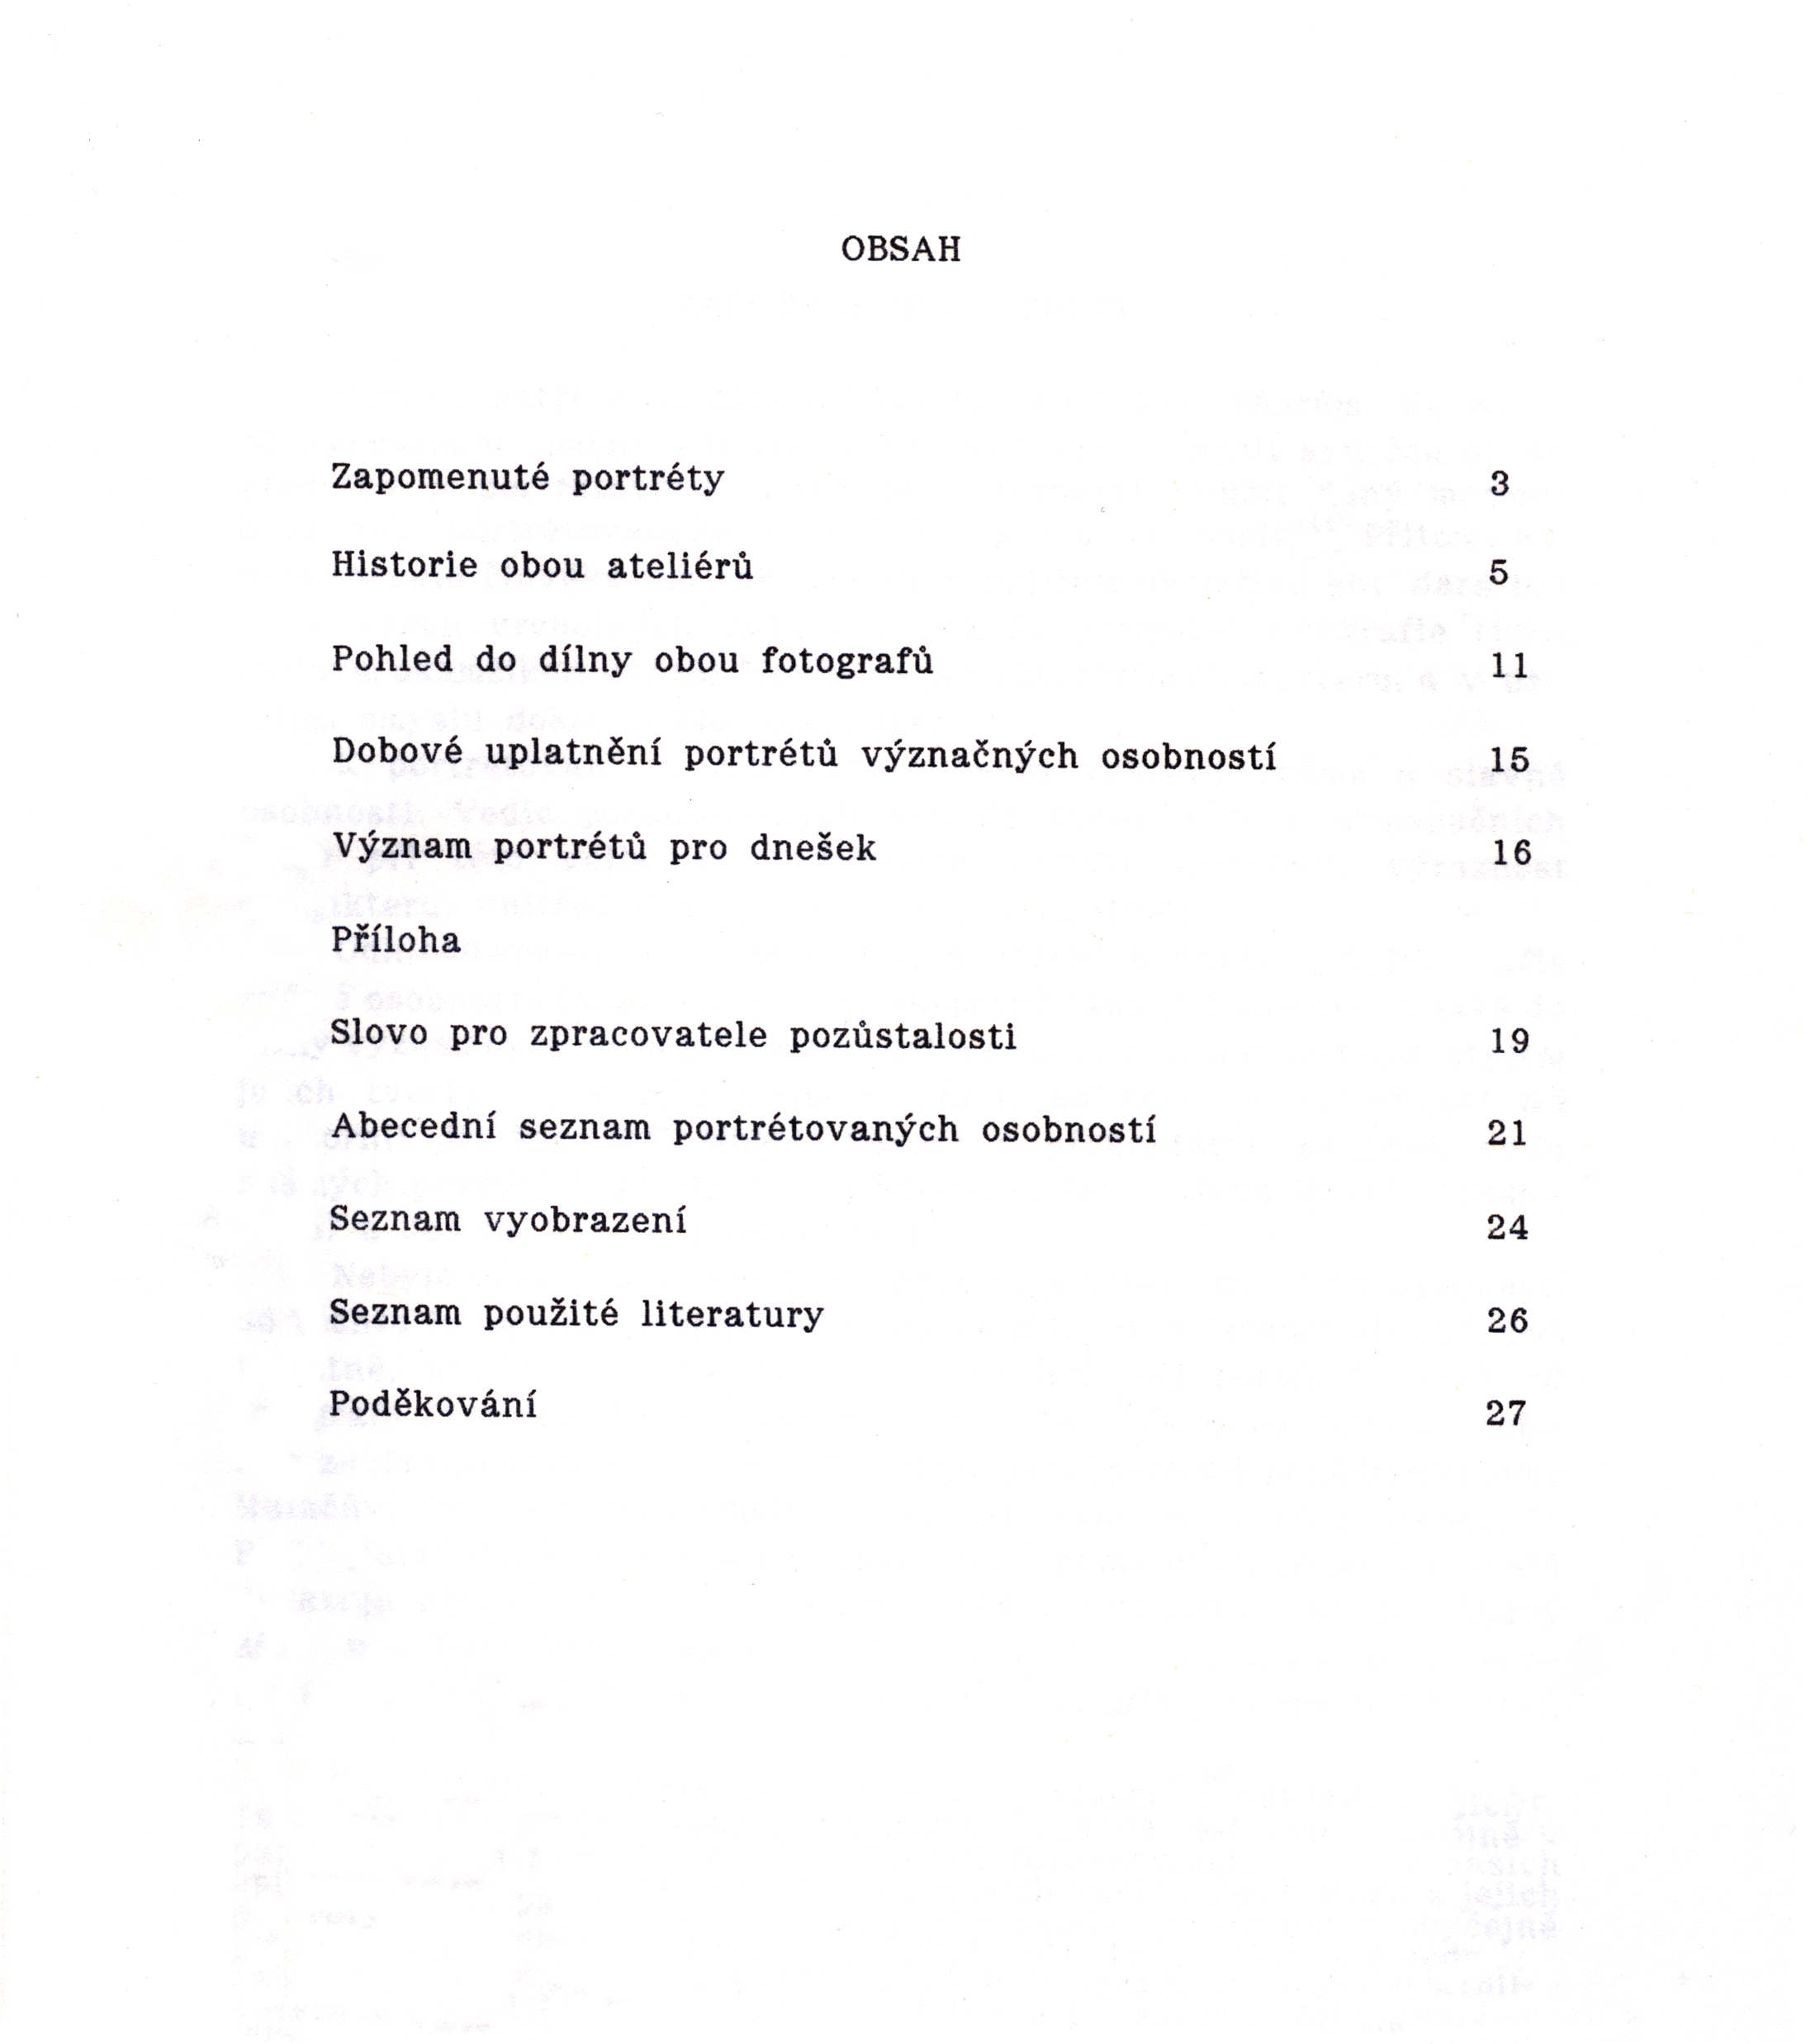 OBSAH
Zapomenuté portréty 3
Historie obou ateliérů 5
Pohled do dílny obou fotografů 11
Dobové uplatnění portrétů význačných osobností 15
Význam portrétů pro dnešek 16
Příloha
Slovo pro zpracovatele pozůstalosti 19
Abecední seznam portrétovaných osobností 21
Seznam vyobrazení 24
Seznam použité literatury 26
Poděkování 27